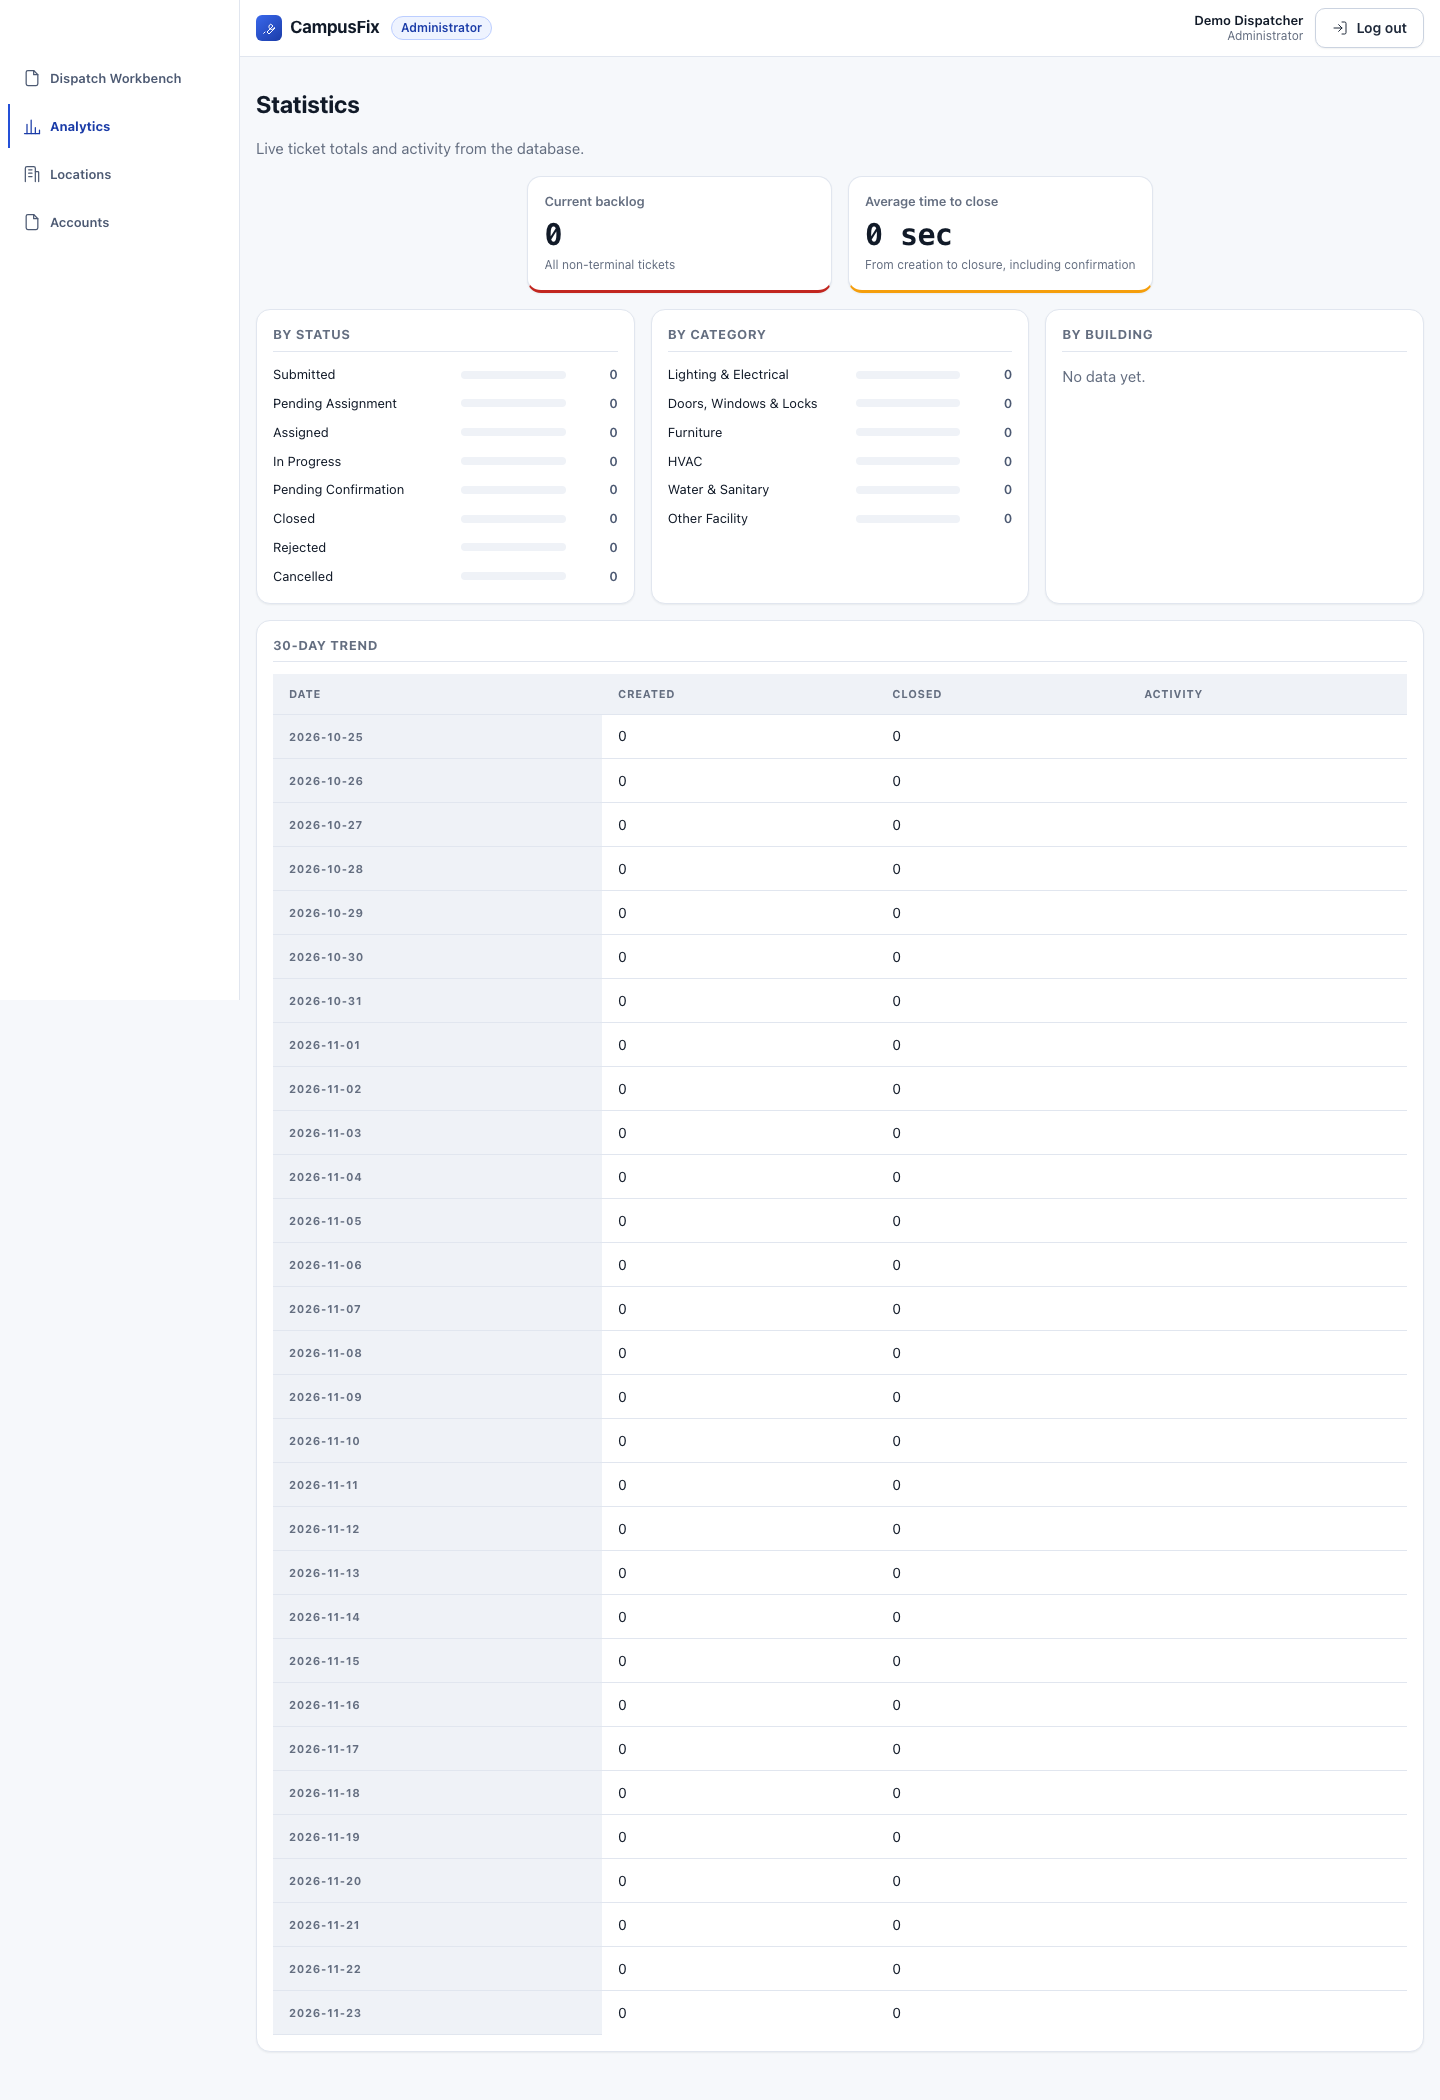 CampusFix Administrator
Demo Dispatcher
Administrator
Log out
Dispatch Workbench
Analytics
Locations
Accounts
Statistics
Live ticket totals and activity from the database.
Current backlog
0
All non-terminal tickets
Average time to close
0 sec
From creation to closure, including confirmation
BY STATUS
Submitted 0
Pending Assignment 0
Assigned 0
In Progress 0
Pending Confirmation 0
Closed 0
Rejected 0
Cancelled 0
BY CATEGORY
Lighting & Electrical 0
Doors, Windows & Locks 0
Furniture 0
HVAC 0
Water & Sanitary 0
Other Facility 0
BY BUILDING
No data yet.
30-DAY TREND
DATE CREATED CLOSED ACTIVITY
2026-10-25 0 0
2026-10-26 0 0
2026-10-27 0 0
2026-10-28 0 0
2026-10-29 0 0
2026-10-30 0 0
2026-10-31 0 0
2026-11-01 0 0
2026-11-02 0 0
2026-11-03 0 0
2026-11-04 0 0
2026-11-05 0 0
2026-11-06 0 0
2026-11-07 0 0
2026-11-08 0 0
2026-11-09 0 0
2026-11-10 0 0
2026-11-11 0 0
2026-11-12 0 0
2026-11-13 0 0
2026-11-14 0 0
2026-11-15 0 0
2026-11-16 0 0
2026-11-17 0 0
2026-11-18 0 0
2026-11-19 0 0
2026-11-20 0 0
2026-11-21 0 0
2026-11-22 0 0
2026-11-23 0 0